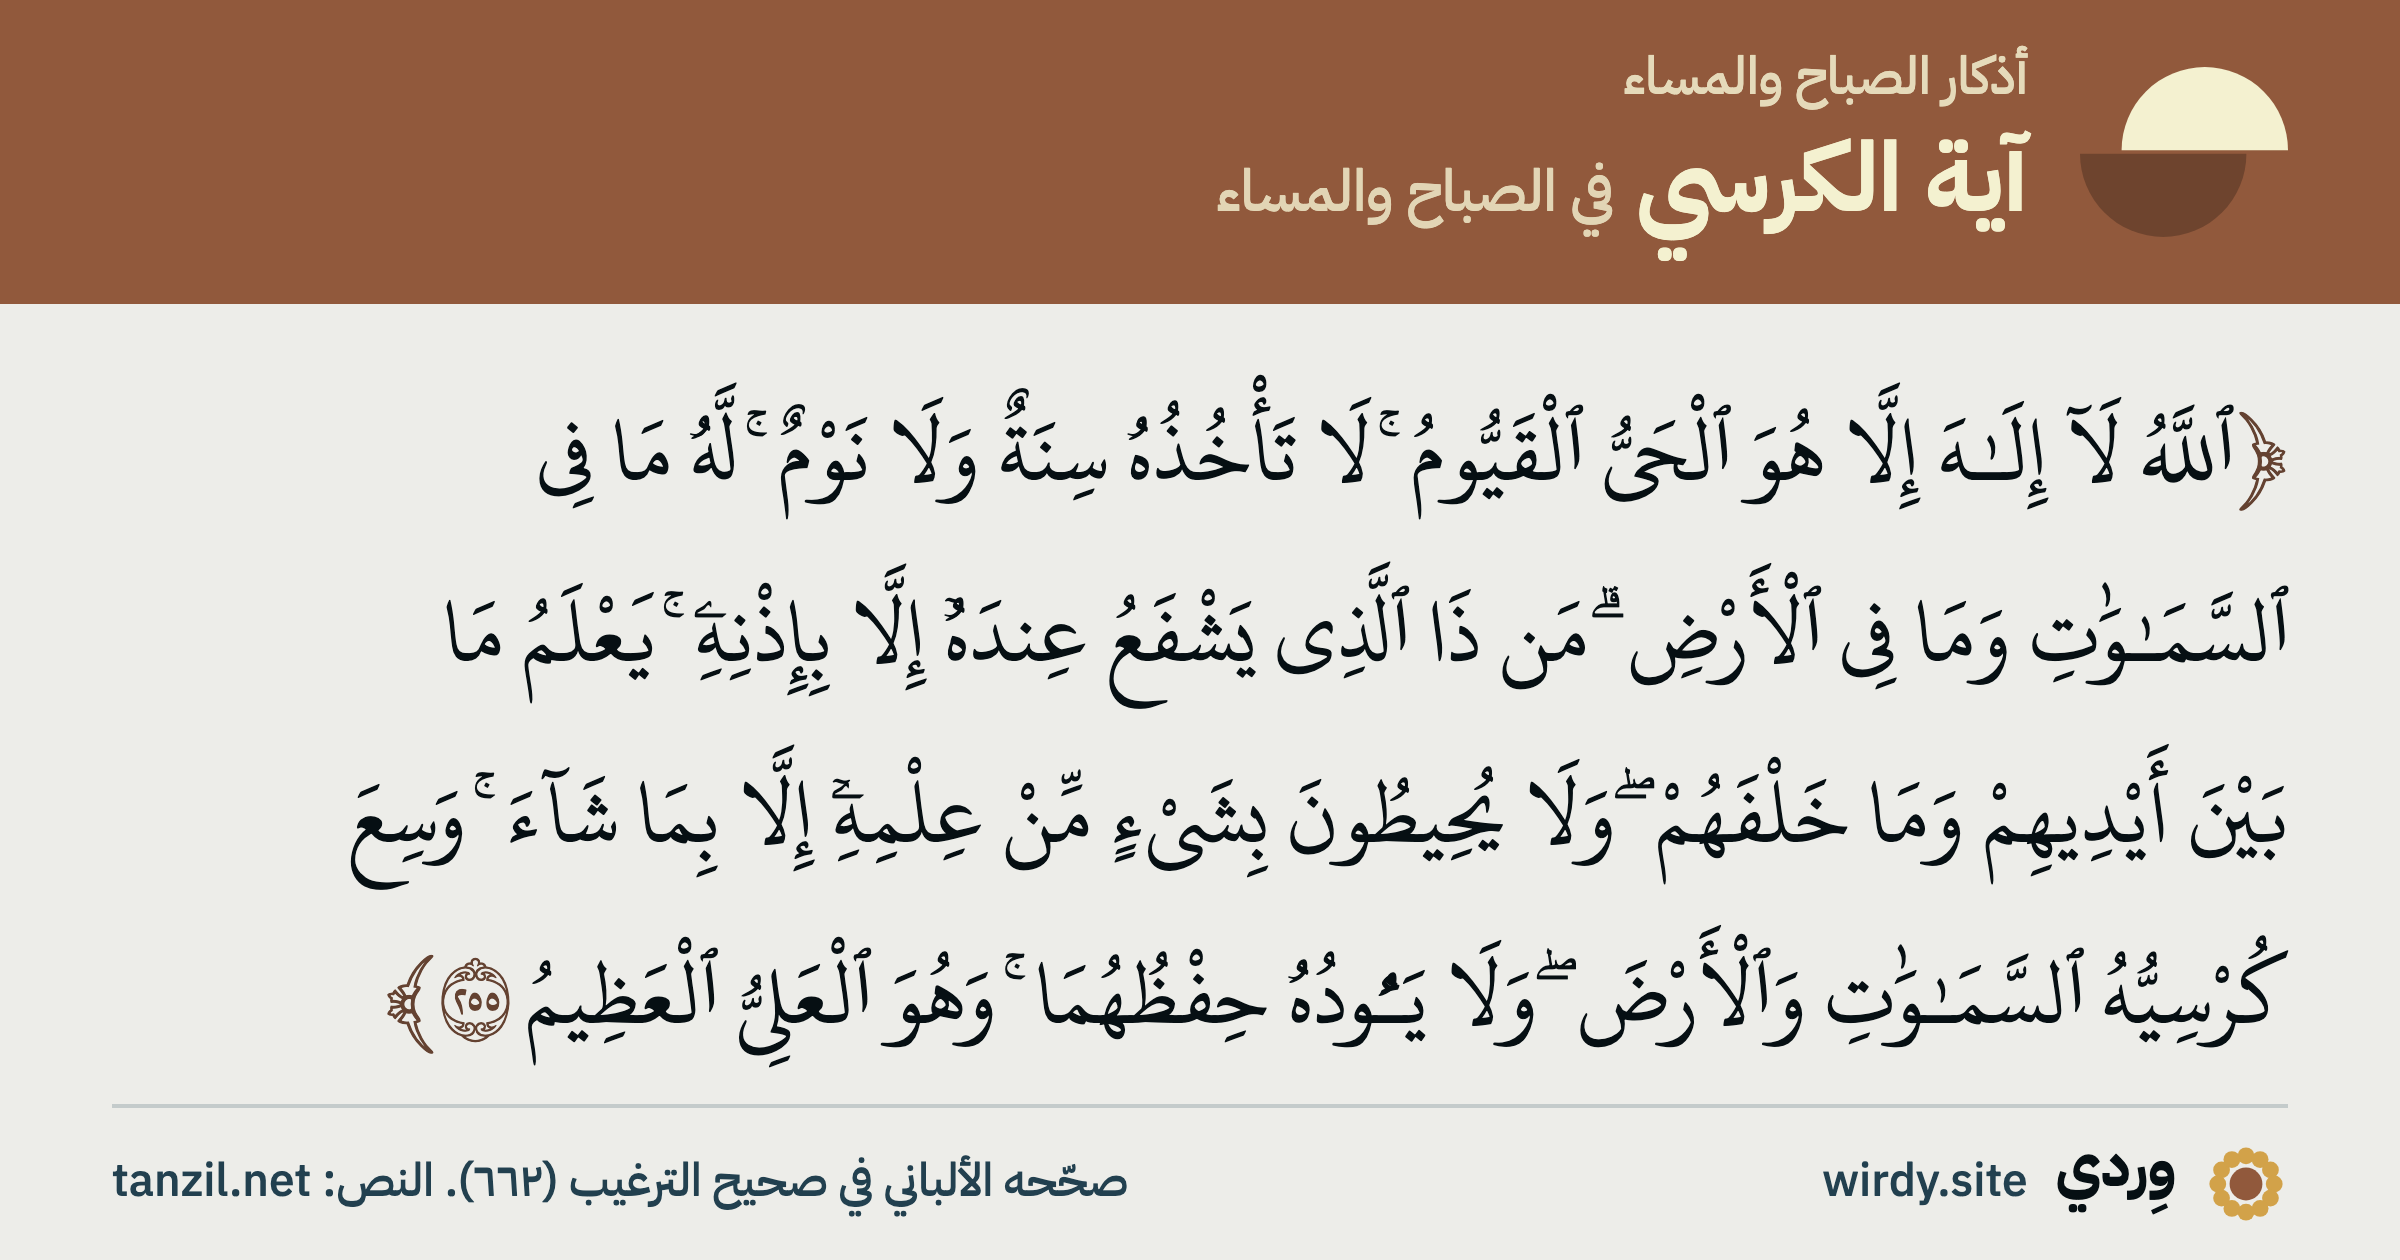 أذكار الصباح والمساء
آية الكرسي في الصباح والمساء
﴿ٱللَّهُ لَآ إِلَـٰهَ إِلَّا هُوَ ٱلْحَىُّ ٱلْقَيُّومُ ۚ لَا تَأْخُذُهُۥ سِنَةٌ وَلَا نَوْمٌ ۚ لَّهُۥ مَا فِى
ٱلسَّمَـٰوَٰتِ وَمَا فِى ٱلْأَرْضِ ۗ مَن ذَا ٱلَّذِى يَشْفَعُ عِندَهُۥٓ إِلَّا بِإِذْنِهِۦ ۚ يَعْلَمُ مَا
بَيْنَ أَيْدِيهِمْ وَمَا خَلْفَهُمْ ۖ وَلَا يُحِيطُونَ بِشَىْءٍ مِّنْ عِلْمِهِۦٓ إِلَّا بِمَا شَآءَ ۚ وَسِعَ
كُرْسِيُّهُ ٱلسَّمَـٰوَٰتِ وَٱلْأَرْضَ ۖ وَلَا يَـُٔودُهُۥ حِفْظُهُمَا ۚ وَهُوَ ٱلْعَلِىُّ ٱلْعَظِيمُ ٢٥٥﴾
وِردي wirdy.site
صحّحه الألباني في صحيح الترغيب (٦٦٢). النص: tanzil.net